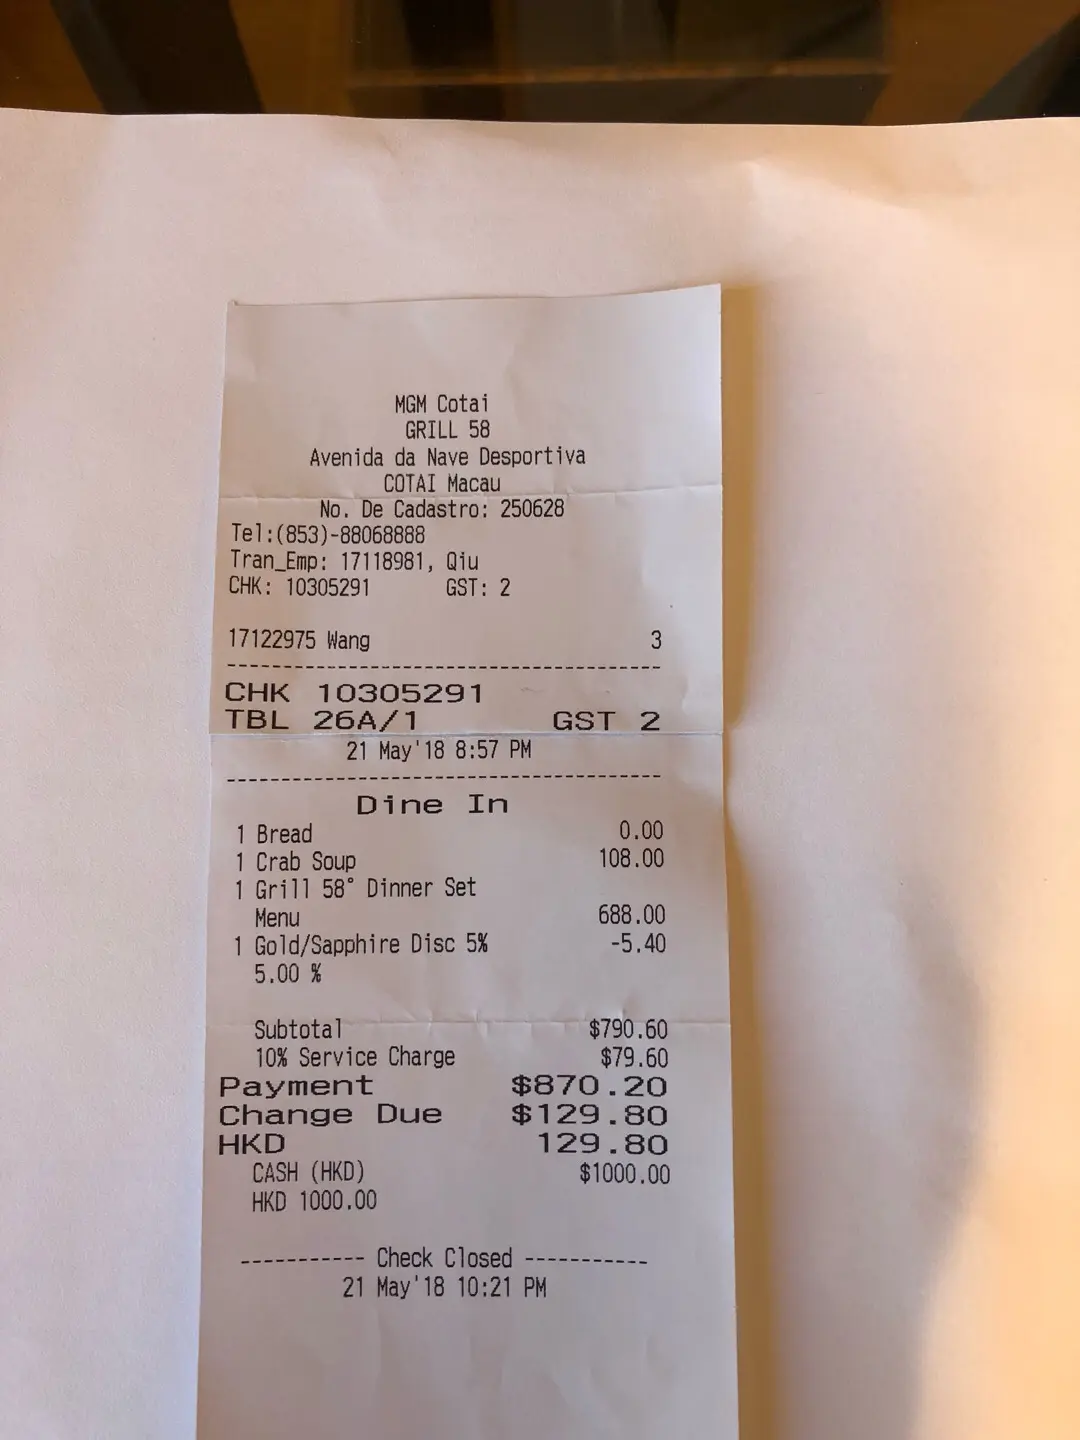 MGM Cotai
GRILL 58
Avenida da Nave Desportiva
COTAI Macau
No. De Cadastro: 250628
Tel:(853)-88068888
Tran_Emp: 17118981, Qiu
CHK: 10305291 GST: 2
17122975 Wang 3
---------------------------------------
CHK 10305291
TBL 26A/1 GST 2
21 May'18 8:57 PM
---------------------------------------
Dine In
1 Bread 0.00
1 Crab Soup 108.00
1 Grill 58° Dinner Set
Menu 688.00
1 Gold/Sapphire Disc 5% -5.40
5.00 %
Subtotal $790.60
10% Service Charge $79.60
Payment $870.20
Change Due $129.80
HKD 129.80
CASH (HKD) $1000.00
HKD 1000.00
----------- Check Closed -----------
21 May'18 10:21 PM